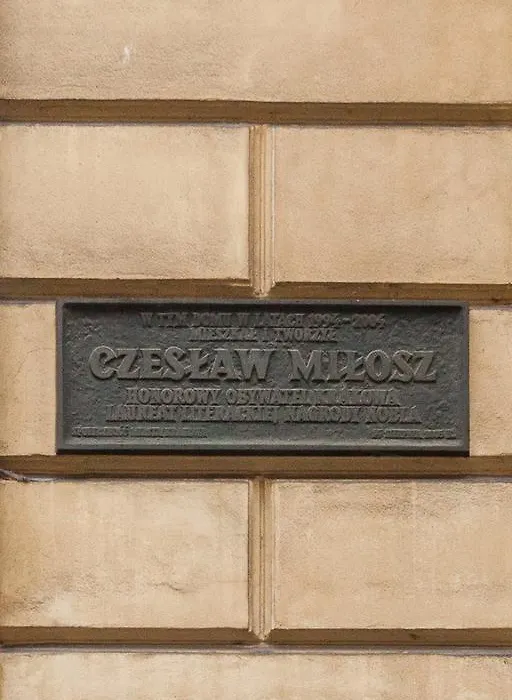 W TYM DOMU W LATACH 1994–2004
MIESZKAŁ I TWORZYŁ
CZESŁAW MIŁOSZ
HONOROWY OBYWATEL KRAKOWA
LAUREAT LITERACKIEJ NAGRODY NOBLA